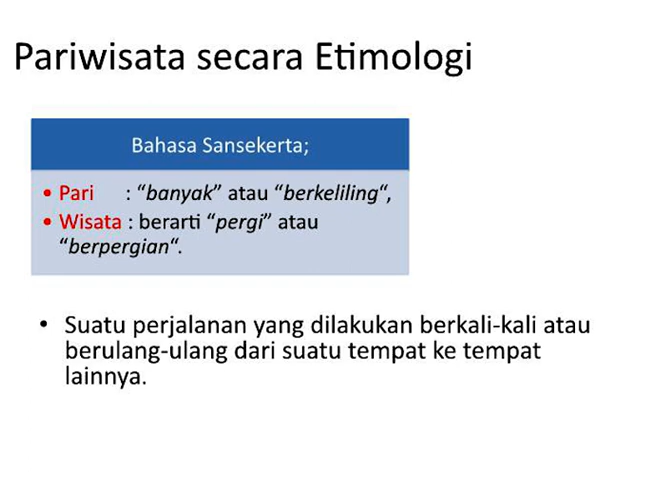 Pariwisata secara Etimologi
Bahasa Sansekerta;
• Pari : “banyak” atau “berkeliling“,
• Wisata : berarti “pergi” atau
“berpergian“.
• Suatu perjalanan yang dilakukan berkali-kali atau
berulang-ulang dari suatu tempat ke tempat
lainnya.